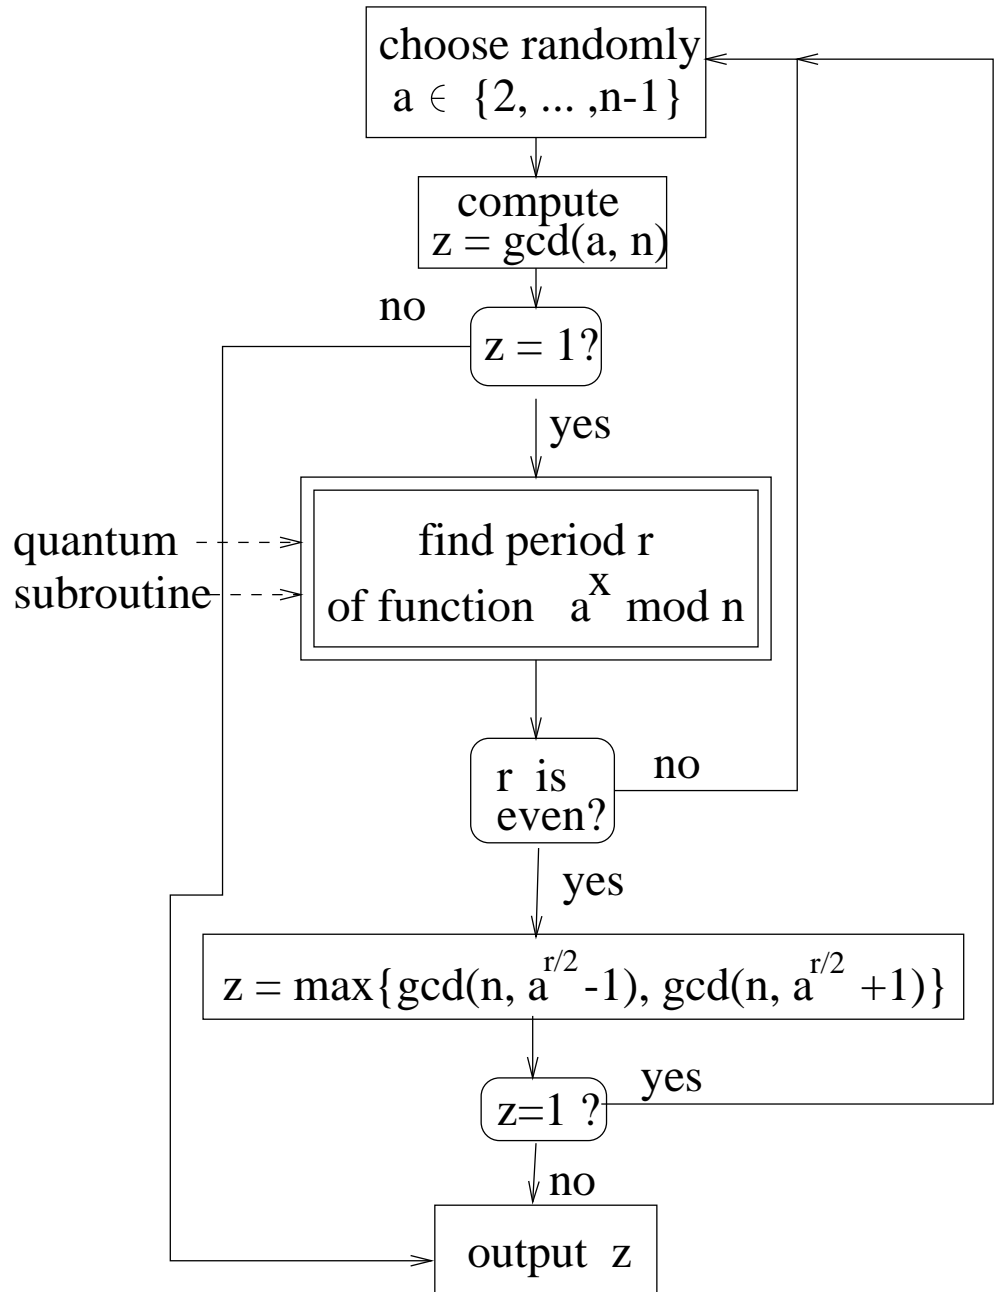 choose randomly
a ∈ {2, ... ,n-1}
compute
z = gcd(a, n)
no
z = 1?
yes
quantum
subroutine
find period r
of function a^x mod n
r is
even?
no
yes
z = max{gcd(n, a^r/2 -1), gcd(n, a^r/2 +1)}
z=1 ?
yes
no
output z